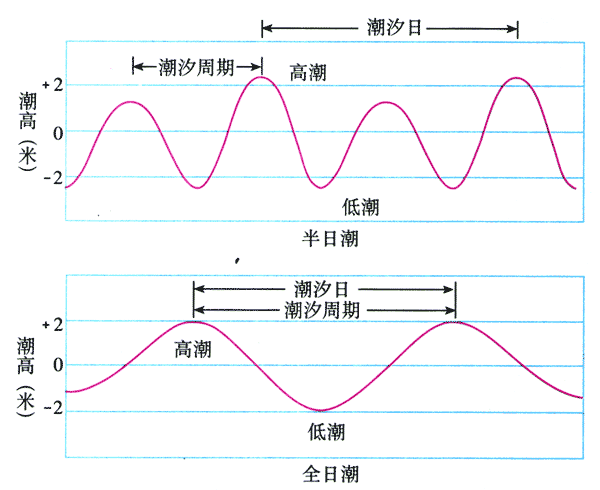 潮汐日
潮汐周期
高潮
潮高(米)
+2
0
-2
低潮
半日潮
潮汐日
潮汐周期
高潮
潮高(米)
+2
0
-2
低潮
全日潮